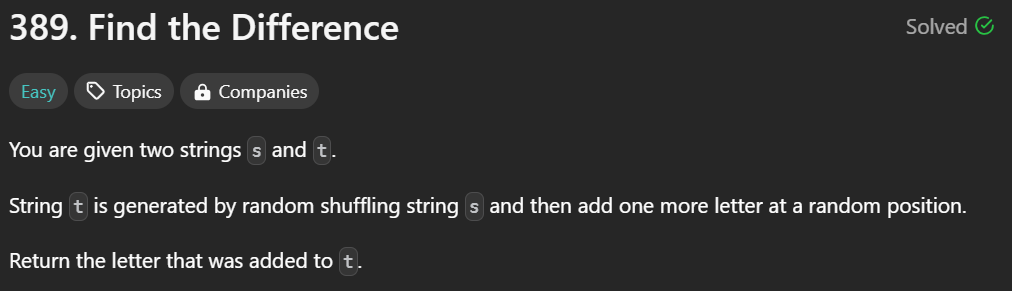 389. Find the Difference
Solved
Easy
Topics
Companies
You are given two strings s and t.
String t is generated by random shuffling string s and then add one more letter at a random position.
Return the letter that was added to t.